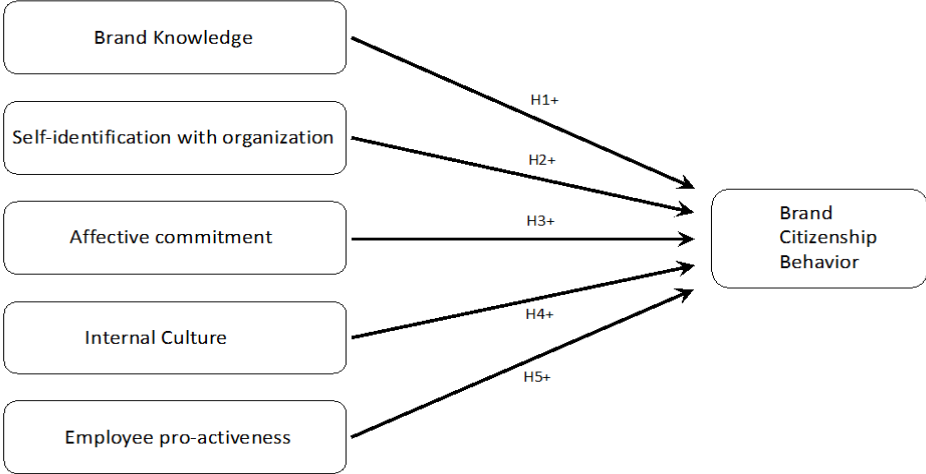 Brand Knowledge
H1+
Self-identification with organization
H2+
Affective commitment
H3+
Brand
Citizenship
Behavior
Internal Culture
H4+
H5+
Employee pro-activeness